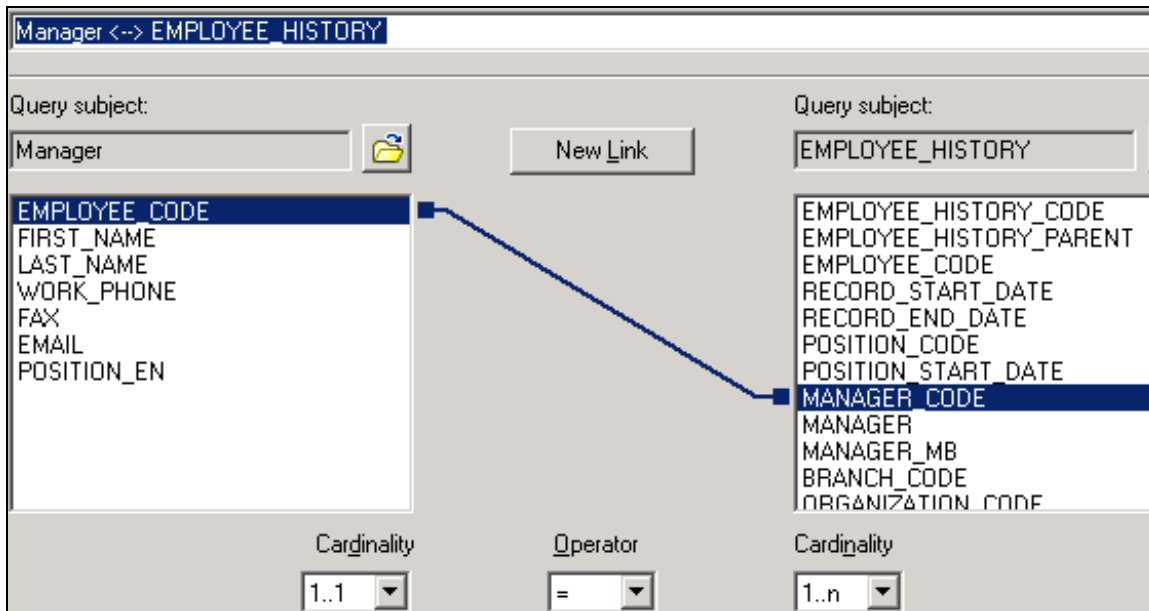 Manager <--> EMPLOYEE_HISTORY
Query subject:
Query subject:
Manager
New Link
EMPLOYEE_HISTORY
EMPLOYEE_CODE
FIRST_NAME
LAST_NAME
WORK_PHONE
FAX
EMAIL
POSITION_EN
EMPLOYEE_HISTORY_CODE
EMPLOYEE_HISTORY_PARENT
EMPLOYEE_CODE
RECORD_START_DATE
RECORD_END_DATE
POSITION_CODE
POSITION_START_DATE
MANAGER_CODE
MANAGER
MANAGER_MB
BRANCH_CODE
ORGANIZATION_CODE
Cardinality
Operator
Cardinality
1..1
=
1..n